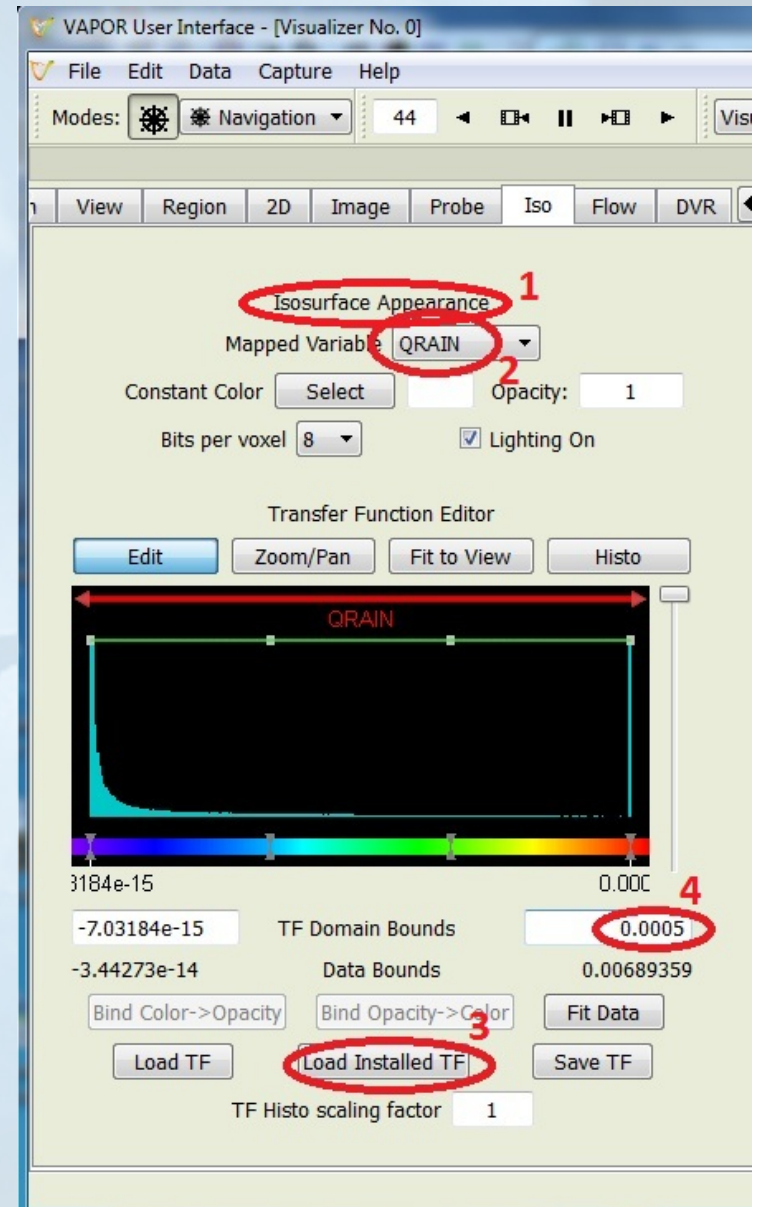 VAPOR User Interface - [Visualizer No. 0]
File Edit Data Capture Help
Modes: Navigation 44
View Region 2D Image Probe Iso Flow DVR
Isosurface Appearance 1
Mapped Variable QRAIN
2
Constant Color Select Opacity: 1
Bits per voxel 8 Lighting On
Transfer Function Editor
Edit Zoom/Pan Fit to View Histo
QRAIN
3184e-15 0.000
4
-7.03184e-15 TF Domain Bounds 0.0005
-3.44273e-14 Data Bounds 0.00689359
Bind Color->Opacity Bind Opacity->Color Fit Data
3
Load TF Load Installed TF Save TF
TF Histo scaling factor 1